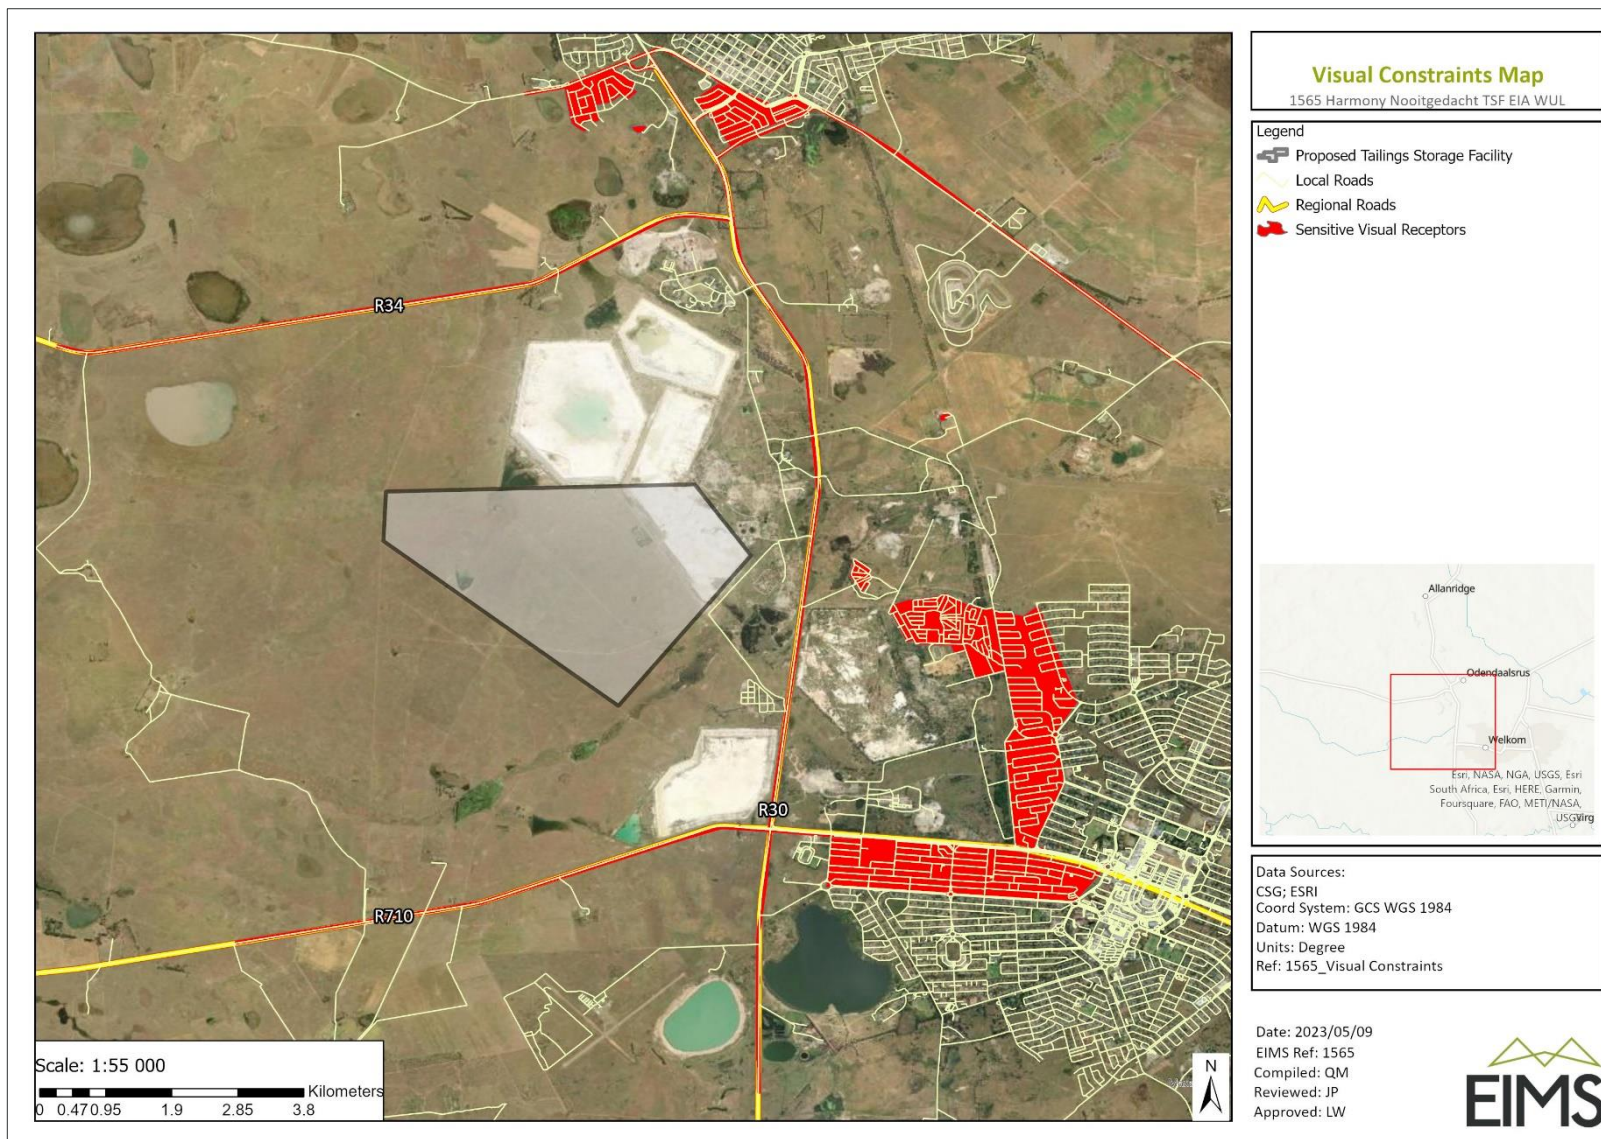 Visual Constraints Map
1565 Harmony Nooitgedacht TSF EIA WUL
Legend
Proposed Tailings Storage Facility
Local Roads
Regional Roads
Sensitive Visual Receptors
R34
R30
R710
Scale: 1:55 000
Kilometers
0 0.47 0.95 1.9 2.85 3.8
N
Allanridge
Odendaalsrus
Welkom
Esri, NASA, NGA, USGS, Esri
South Africa, Esri, HERE, Garmin,
Foursquare, FAO, METI/NASA,
USGS
Virg
Data Sources:
CSG; ESRI
Coord System: GCS WGS 1984
Datum: WGS 1984
Units: Degree
Ref: 1565_Visual Constraints
Date: 2023/05/09
EIMS Ref: 1565
Compiled: QM
Reviewed: JP
Approved: LW
EIMS